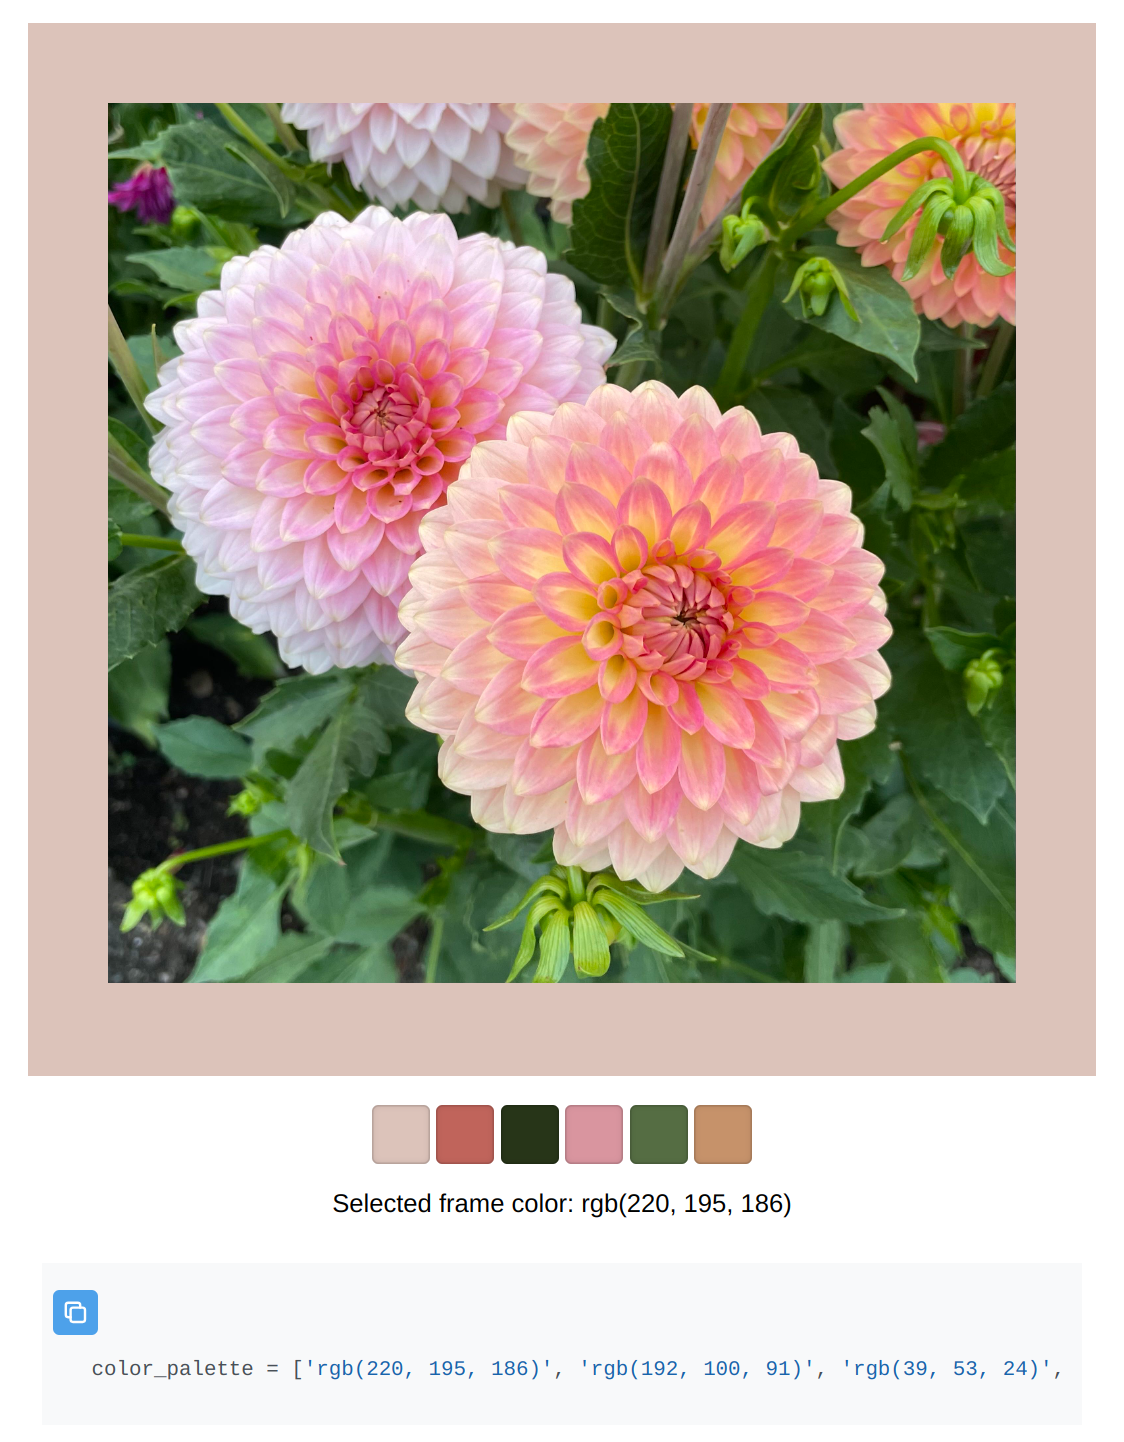 Selected frame color: rgb(220, 195, 186)
color_palette = ['rgb(220, 195, 186)', 'rgb(192, 100, 91)', 'rgb(39, 53, 24)',